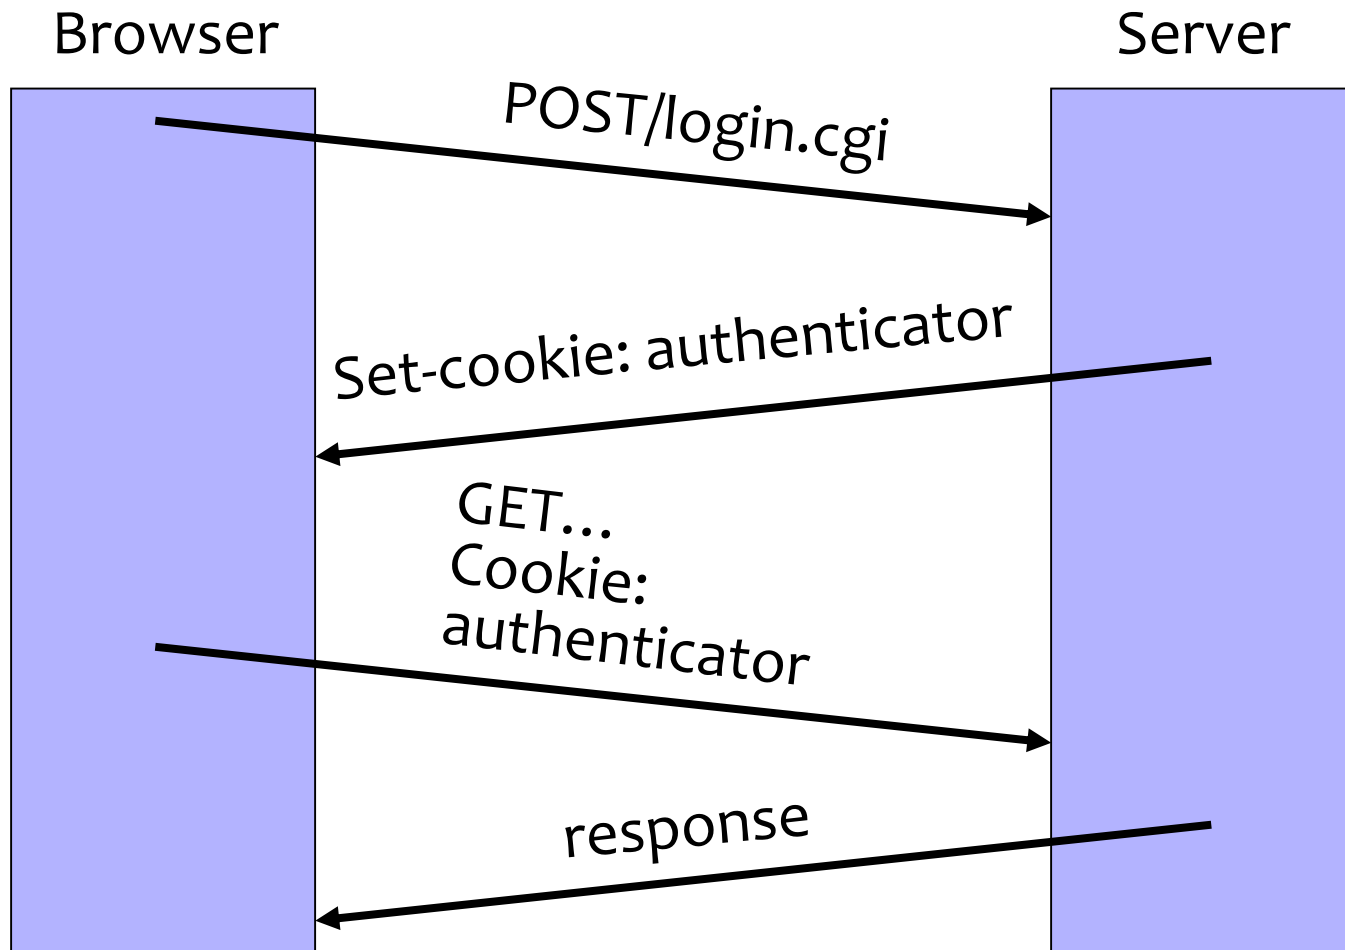 Browser
Server
POST/login.cgi
Set-cookie: authenticator
GET...
Cookie:
authenticator
response